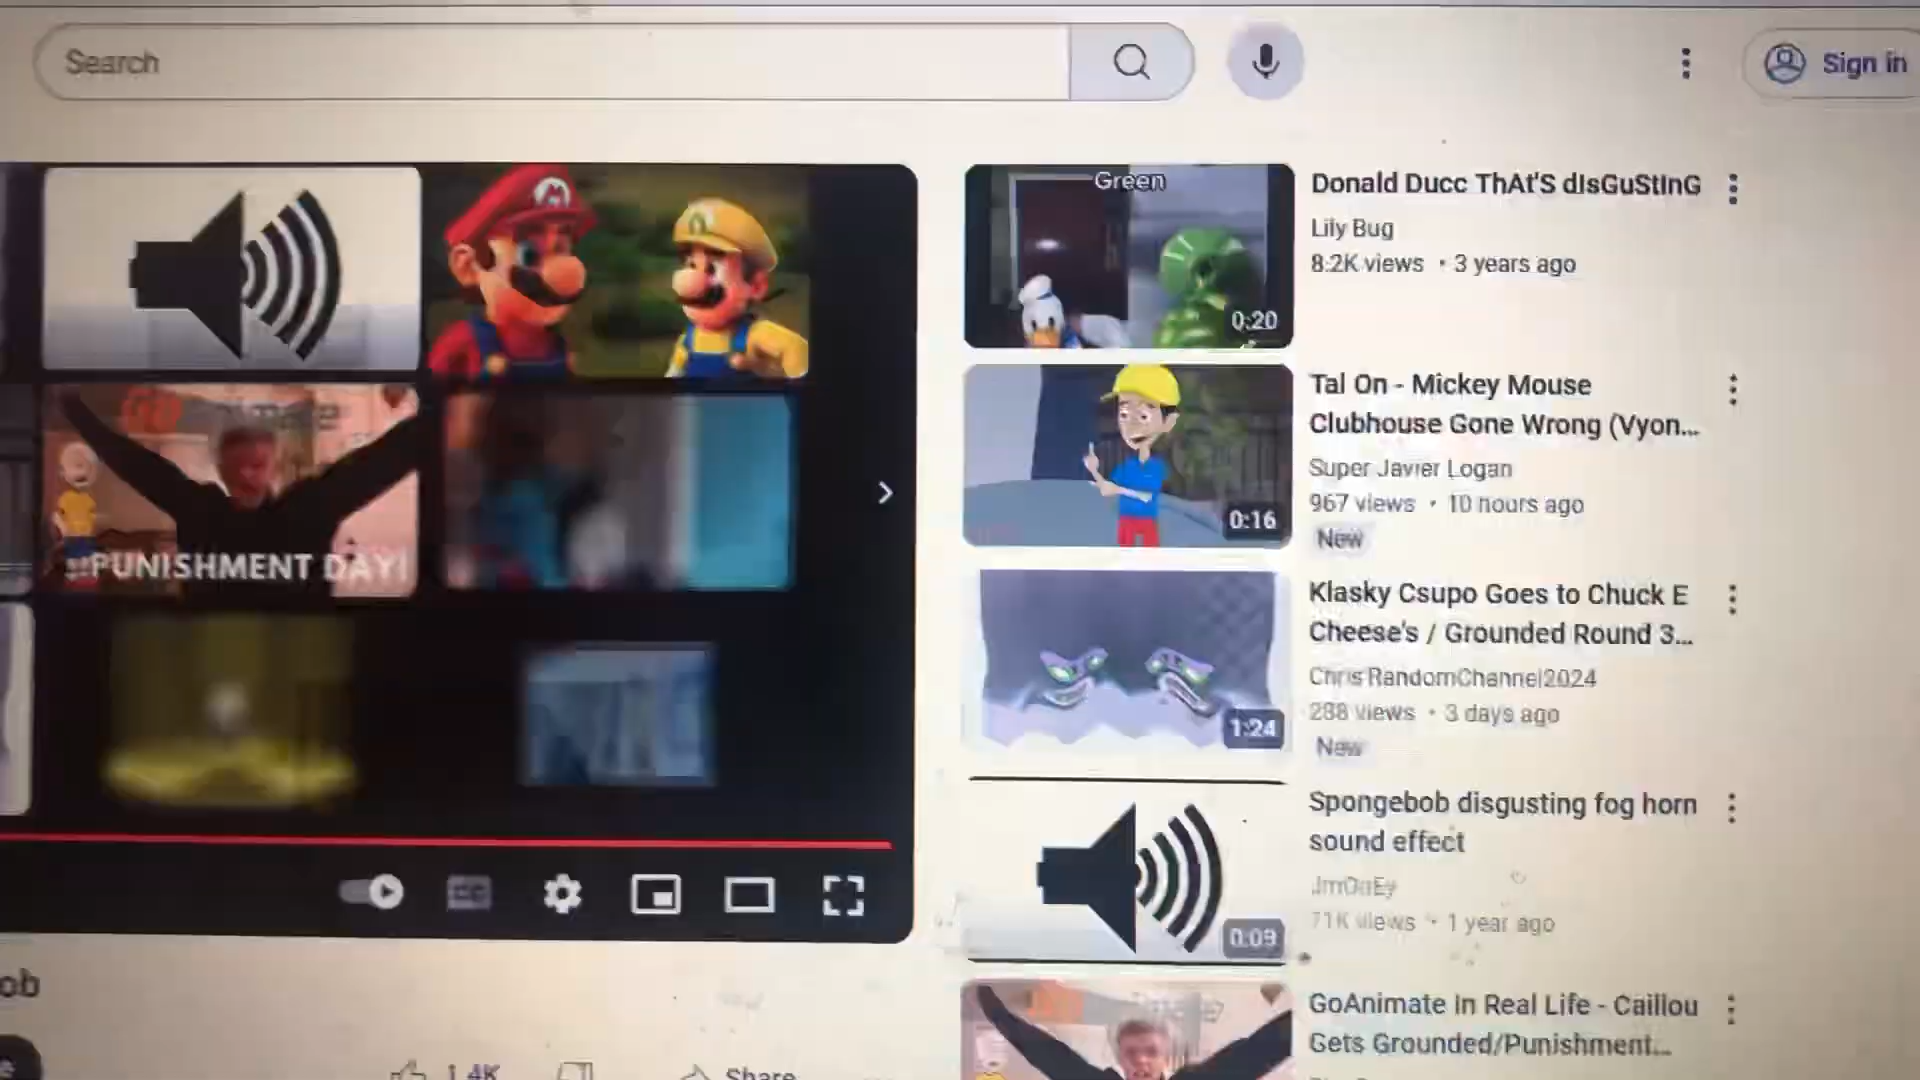 Search
Sign in
PUNISHMENT DAY!
Green
0:20
Donald Ducc ThAt'S dIsGuStInG
Lily Bug
8.2K views • 3 years ago
0:16
Tal On - Mickey Mouse
Clubhouse Gone Wrong (Vyon...
Super Javier Logan
967 views • 10 hours ago
New
1:24
Klasky Csupo Goes to Chuck E
Cheese's / Grounded Round 3...
Chris RandomChannel2024
288 views • 3 days ago
New
0:09
Spongebob disgusting fog horn
sound effect
71K views • 1 year ago
GoAnimate In Real Life - Caillou
Gets Grounded/Punishment...
ob
1.4K
Share